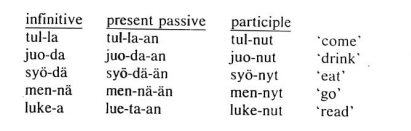 infinitive present passive participle
tul-la tul-la-an tul-nut ‘come’
juo-da juo-da-an juo-nut ‘drink’
syö-dä syö-dä-än syö-nyt ‘eat’
men-nä men-nä-än men-nyt ‘go’
luke-a lue-ta-an luke-nut ‘read’